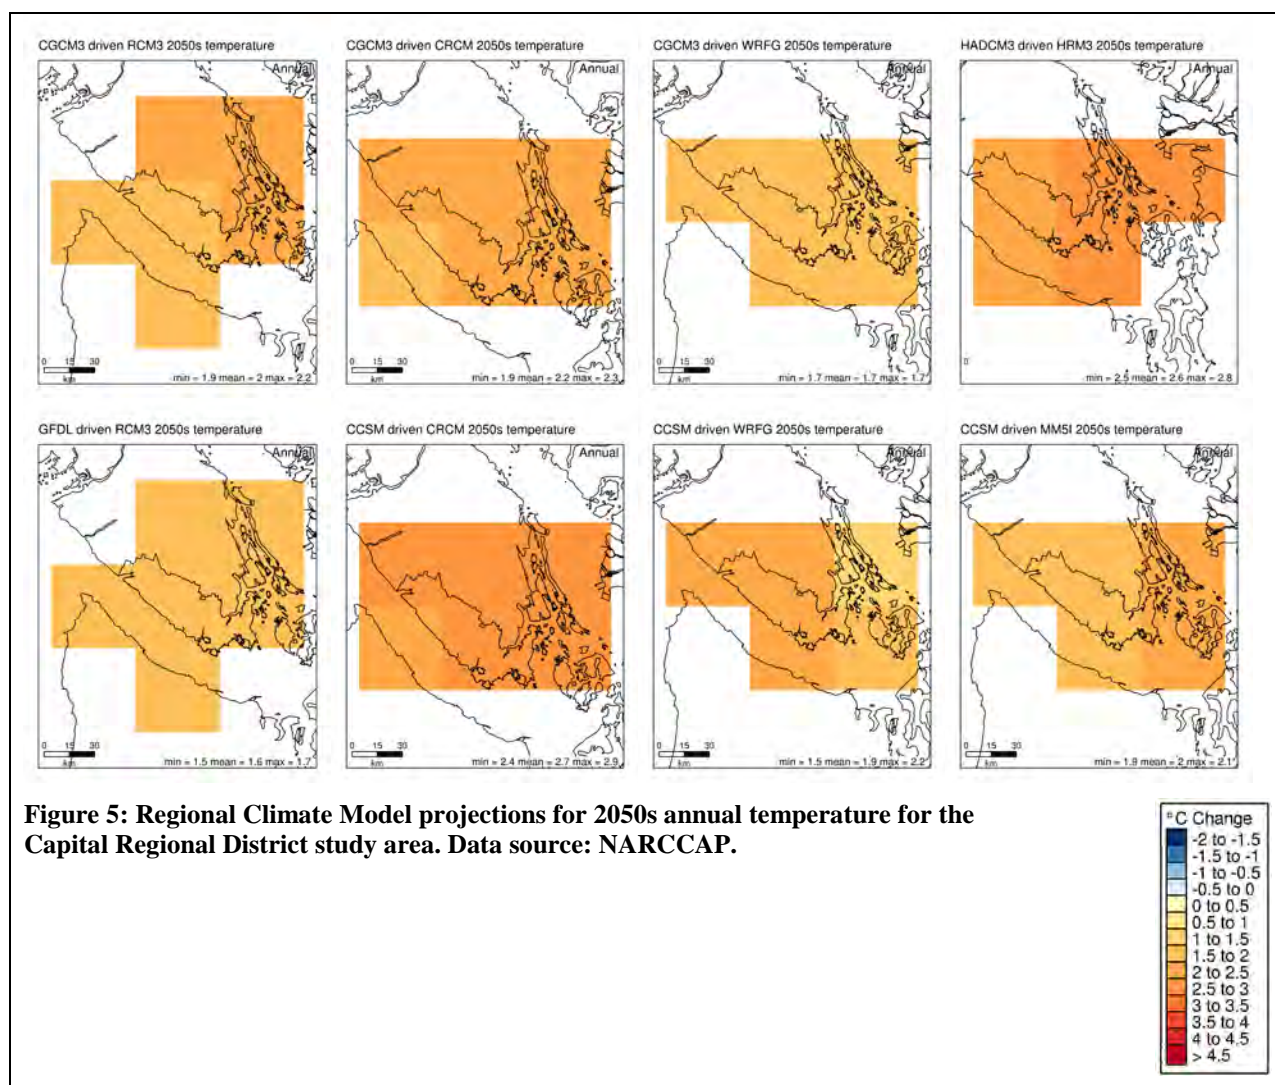 CGCM3 driven RCM3 2050s temperature
Annual
0 15 30
km
min = 1.9 mean = 2 max = 2.2
CGCM3 driven CRCM 2050s temperature
Annual
0 15 30
km
min = 1.9 mean = 2.2 max = 2.3
CGCM3 driven WRFG 2050s temperature
Annual
0 15 30
km
min = 1.7 mean = 1.7 max = 1.7
HADCM3 driven HRM3 2050s temperature
Annual
0
min = 2.5 mean = 2.6 max = 2.8
GFDL driven RCM3 2050s temperature
Annual
0 15 30
km
min = 1.5 mean = 1.6 max = 1.7
CCSM driven CRCM 2050s temperature
Annual
0 15 30
km
min = 2.4 mean = 2.7 max = 2.9
CCSM driven WRFG 2050s temperature
Annual
0 15 30
km
min = 1.5 mean = 1.9 max = 2.2
CCSM driven MM5I 2050s temperature
Annual
0 15 30
km
min = 1.9 mean = 2 max = 2.1
Figure 5: Regional Climate Model projections for 2050s annual temperature for the
Capital Regional District study area. Data source: NARCCAP.
°C Change
-2 to -1.5
-1.5 to -1
-1 to -0.5
-0.5 to 0
0 to 0.5
0.5 to 1
1 to 1.5
1.5 to 2
2 to 2.5
2.5 to 3
3 to 3.5
3.5 to 4
4 to 4.5
> 4.5